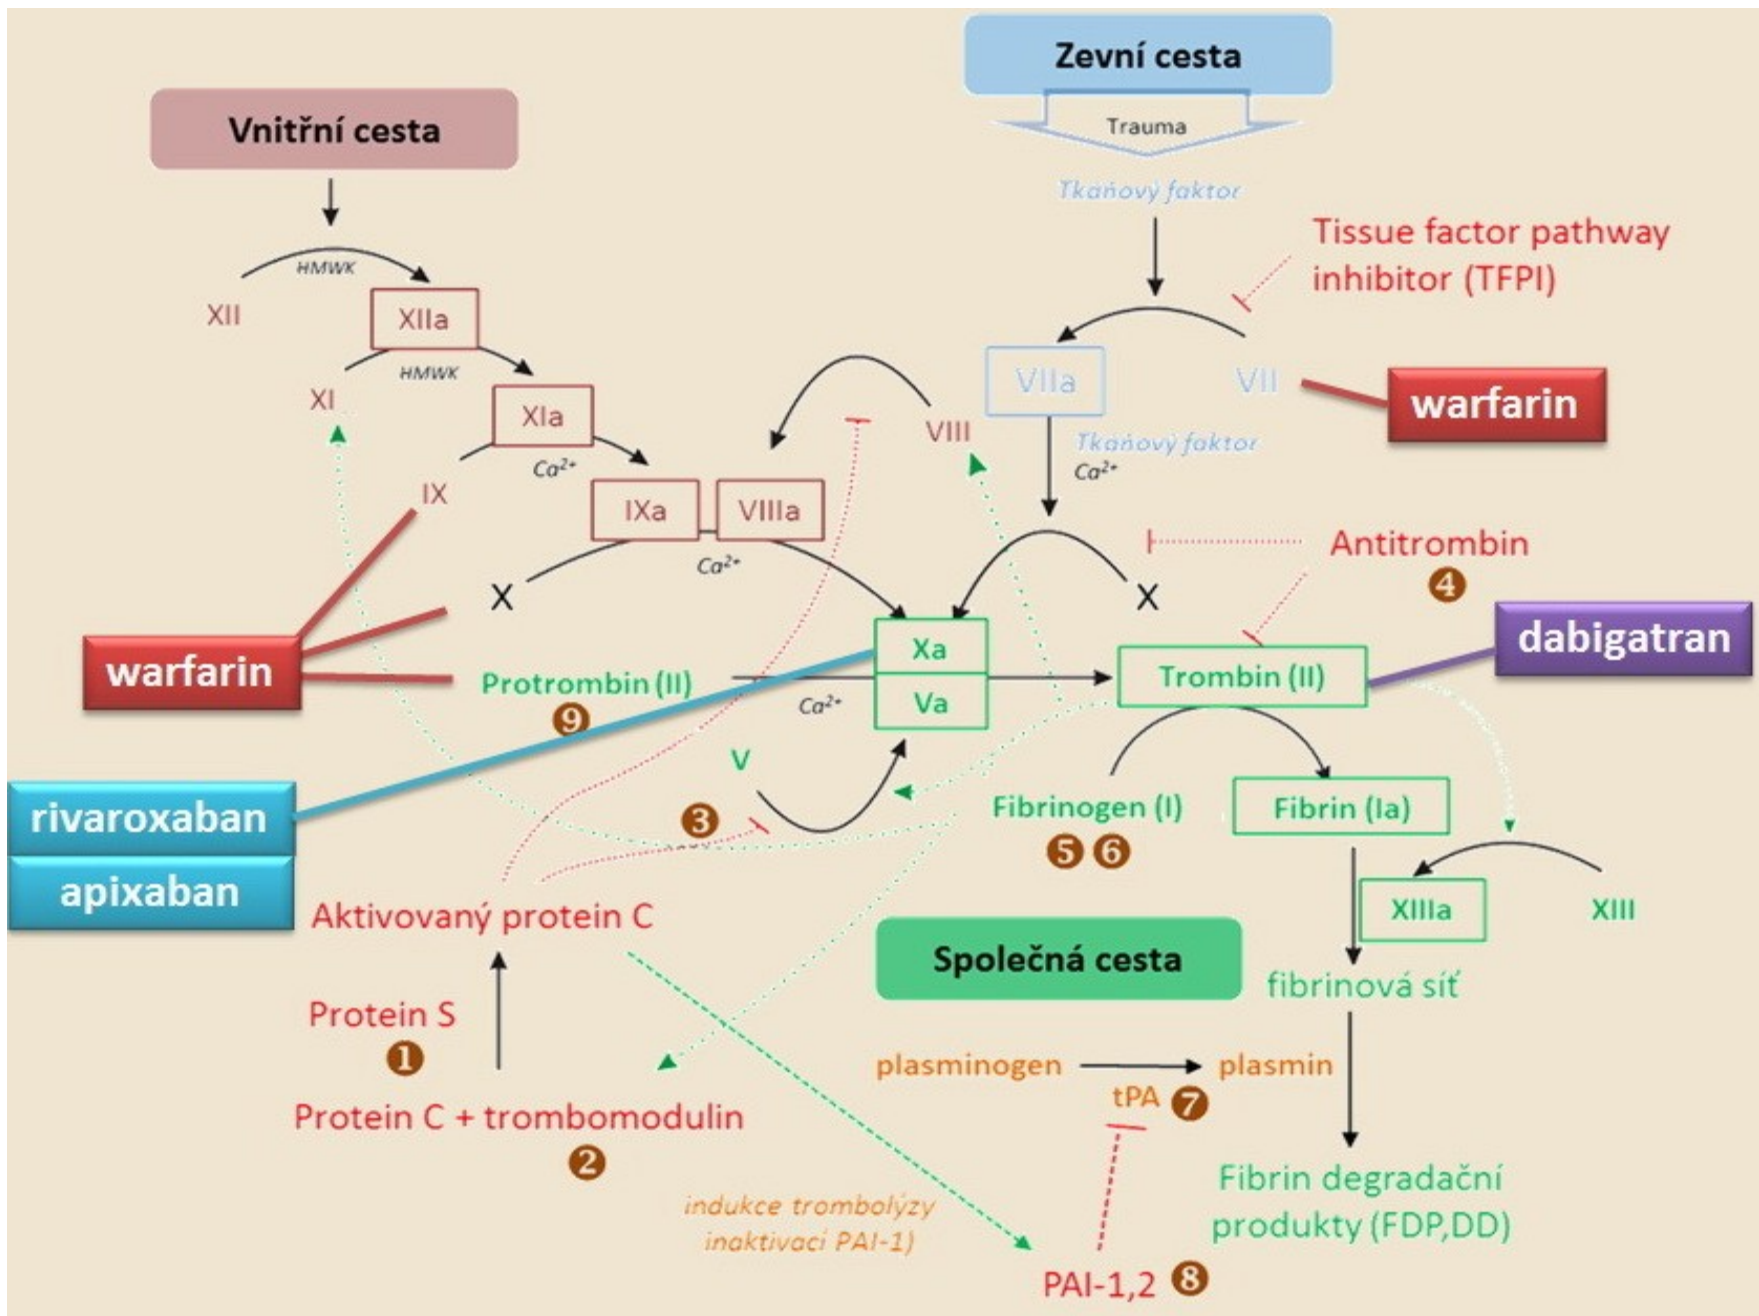 Zevní cesta
Trauma
Vnitřní cesta
Tkáňový faktor
Tissue factor pathway
inhibitor (TFPI)
HMWK
XII
XIIa
HMWK
XI
XIa
Ca²⁺
IX
IXa
VIIIa
VIII
Ca²⁺
VIIa
VII
warfarin
Tkáňový faktor
Ca²⁺
Antitrombin
4
X
X
warfarin
Protrombin (II)
9
Ca²⁺
Xa
Va
Trombin (II)
dabigatran
V
3
rivaroxaban
apixaban
Fibrinogen (I)
5 6
Fibrin (Ia)
XIIIa
XIII
Aktivovaný protein C
Společná cesta
fibrinová síť
Protein S
1
plasminogen
plasmin
tPA 7
Protein C + trombomodulin
2
indukce trombolýzy
inaktivací PAI-1)
Fibrin degradační
produkty (FDP,DD)
PAI-1,2 8